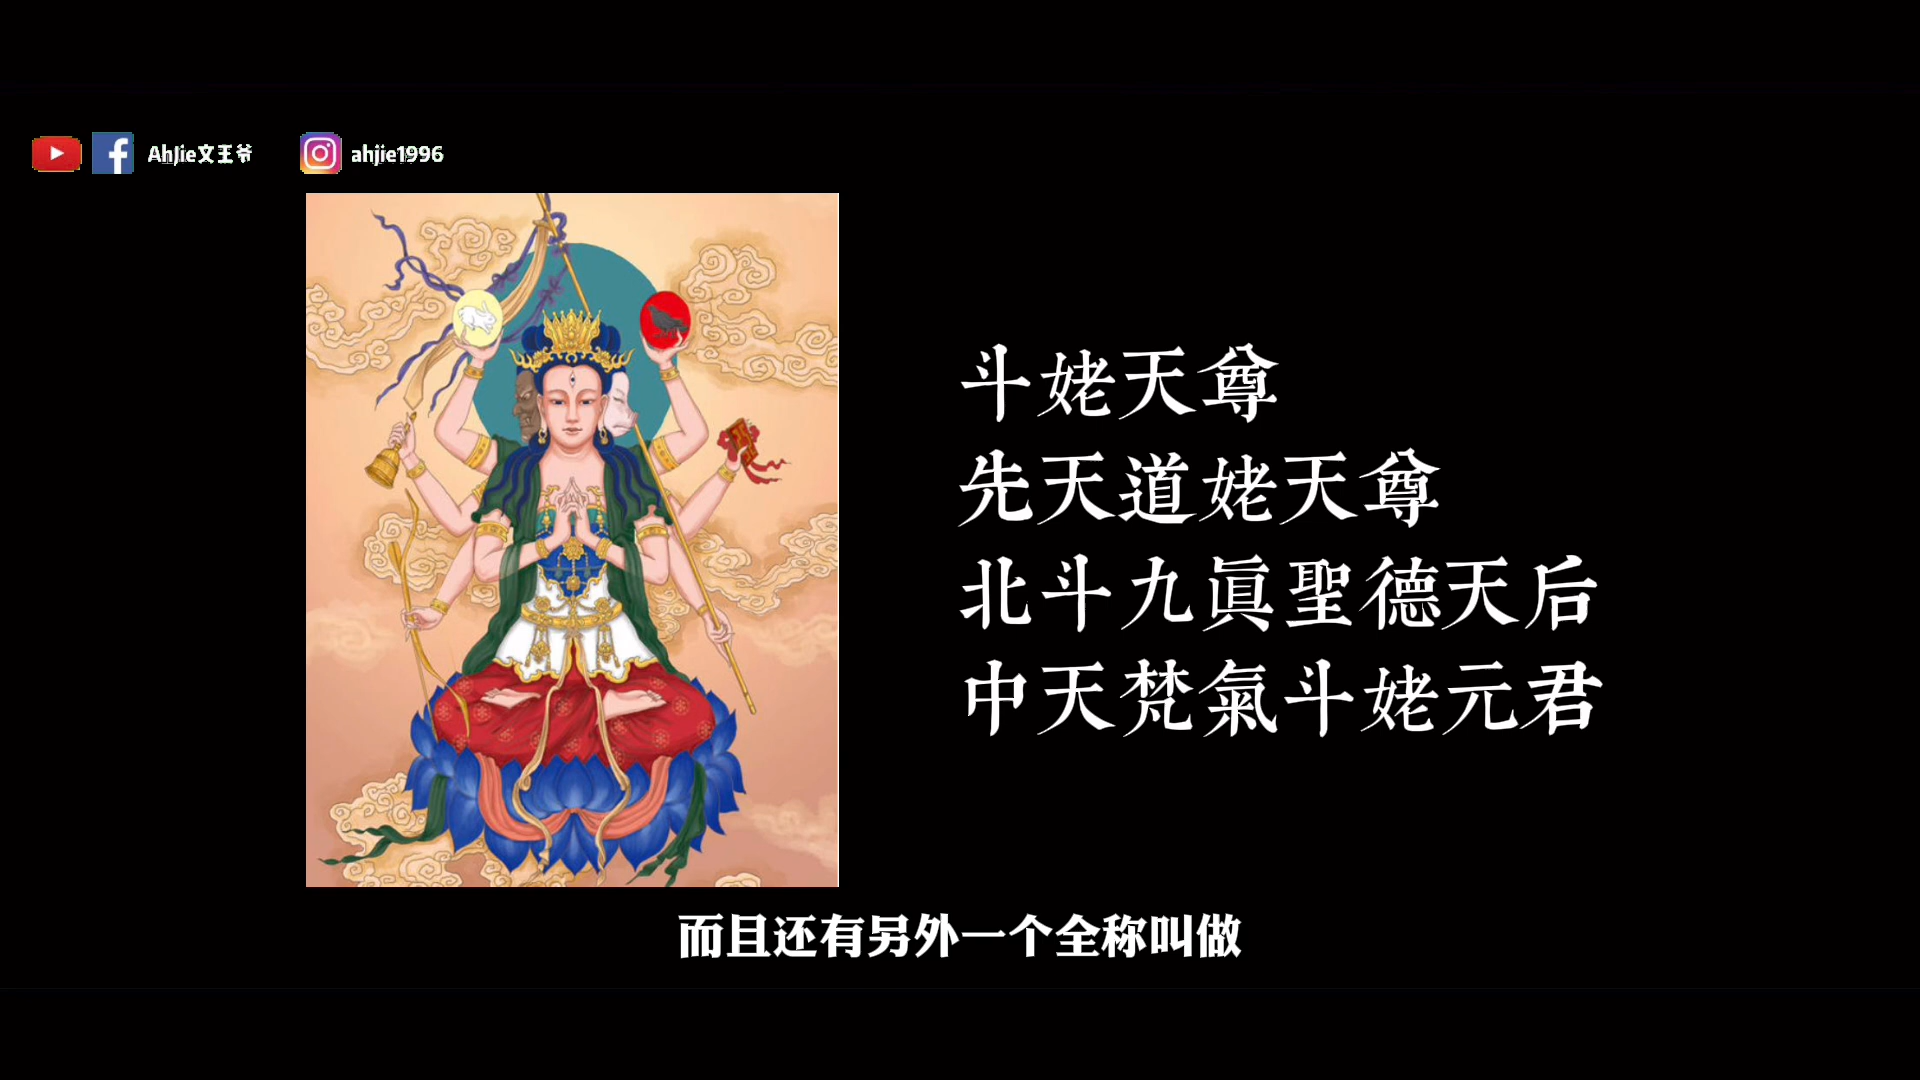 AhJie文王爷
ahjie1996
斗姥天尊
先天道姥天尊
北斗九眞聖德天后
中天梵氣斗姥元君
而且还有另外一个全称叫做